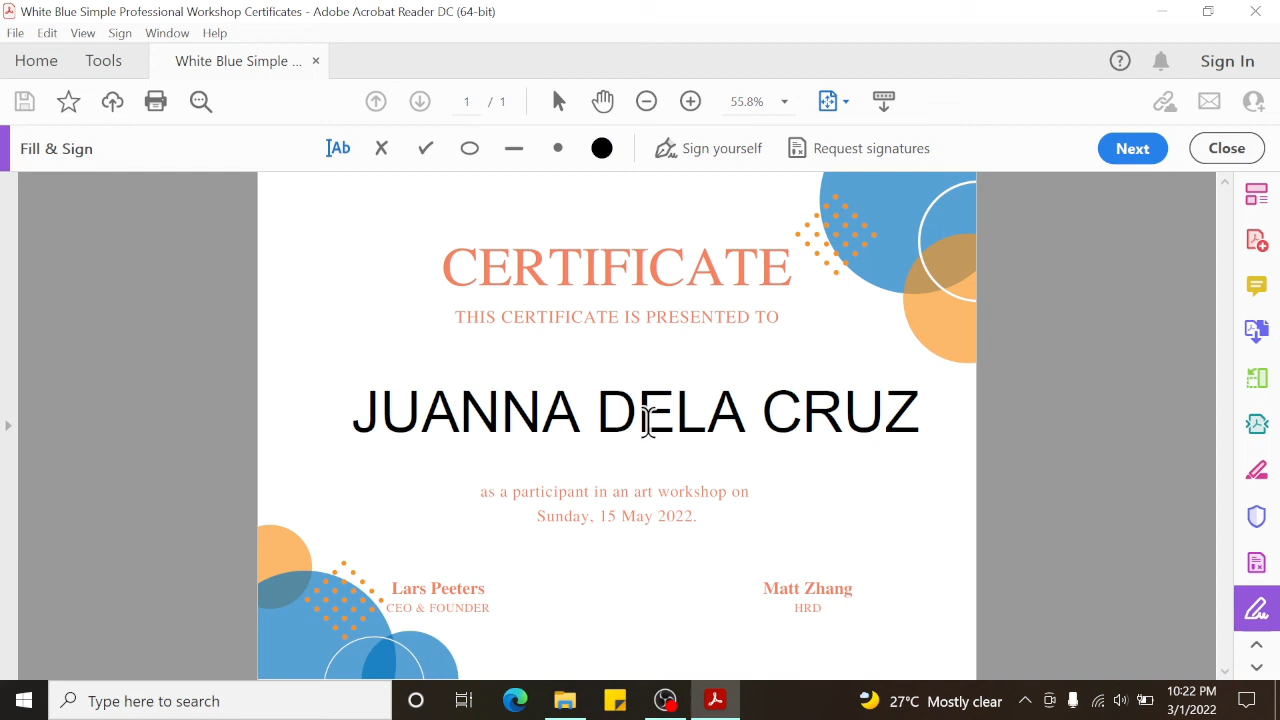 White Blue Simple Professional Workshop Certificates - Adobe Acrobat Reader DC (64-bit)
File Edit View Sign Window Help
Home Tools White Blue Simple ... × Sign In
1 / 1 55.8%
Fill & Sign Ab Sign yourself Request signatures Next Close
CERTIFICATE
THIS CERTIFICATE IS PRESENTED TO
JUANNA DELA CRUZ
as a participant in an art workshop on
Sunday, 15 May 2022.
Lars Peeters Matt Zhang
CEO & FOUNDER HRD
Type here to search 27°C Mostly clear 10:22 PM
3/1/2022